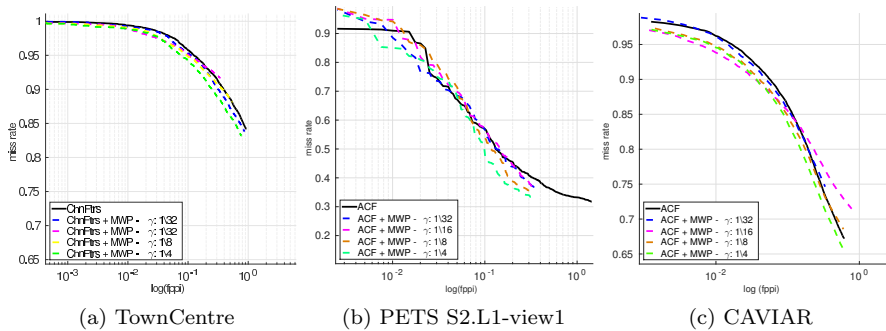 1
0.95
0.9
0.85
0.8
0.75
0.7
0.65
miss rate
ChnFtrs
ChnFtrs + MWP - γ: 1\32
ChnFtrs + MWP - γ: 1\32
ChnFtrs + MWP - γ: 1\8
ChnFtrs + MWP - γ: 1\4
10-3 10-2 10-1 100
log(fppi)
(a) TownCentre
0.9
0.8
0.7
0.6
0.5
0.4
0.3
0.2
miss rate
ACF
ACF + MWP - γ: 1\32
ACF + MWP - γ: 1\16
ACF + MWP - γ: 1\8
ACF + MWP - γ: 1\4
10-2 10-1 100
log(fppi)
(b) PETS S2.L1-view1
0.95
0.9
0.85
0.8
0.75
0.7
0.65
miss rate
ACF
ACF + MWP - γ: 1\32
ACF + MWP - γ: 1\16
ACF + MWP - γ: 1\8
ACF + MWP - γ: 1\4
10-2 100
log (fppi)
(c) CAVIAR